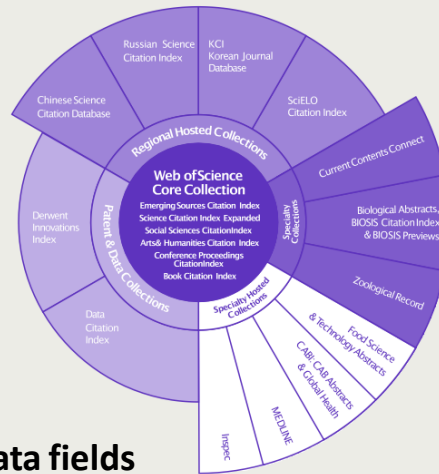 Russian Science
Citation Index
KCI
Korean Journal
Database
Chinese Science
Citation Database
SciELO
Citation Index
Regional Hosted Collections
Current Contents Connect
Web of Science
Core Collection
Emerging Sources Citation Index
Science Citation Index Expanded
Social Sciences CitationIndex
Arts& Humanities Citation Index
Conference Proceedings
CitationIndex
Book Citation Index
Specialty
Collections
Biological Abstracts,
BIOSIS Citation Index
& BIOSIS Previews
Derwent
Innovations
Index
Patent & Data Collections
Zoological Record
Specialty Hosted
Collections
Data
Citation
Index
Food Science
& Technology Abstracts
CABI: CAB Abstracts
& Global Health
MEDLINE
Inspec
ata fields